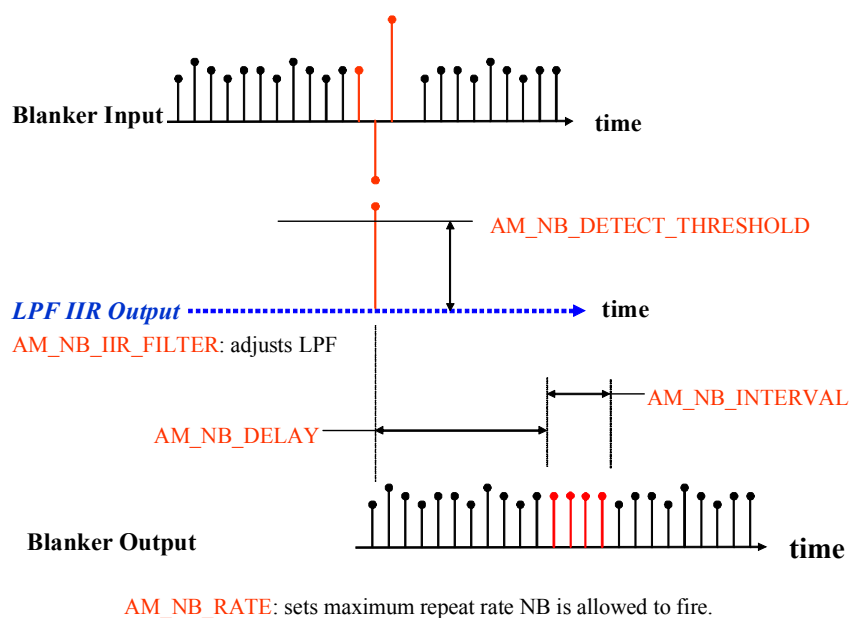 Blanker Input
time
AM_NB_DETECT_THRESHOLD
LPF IIR Output
time
AM_NB_IIR_FILTER: adjusts LPF
AM_NB_INTERVAL
AM_NB_DELAY
Blanker Output
time
AM_NB_RATE: sets maximum repeat rate NB is allowed to fire.